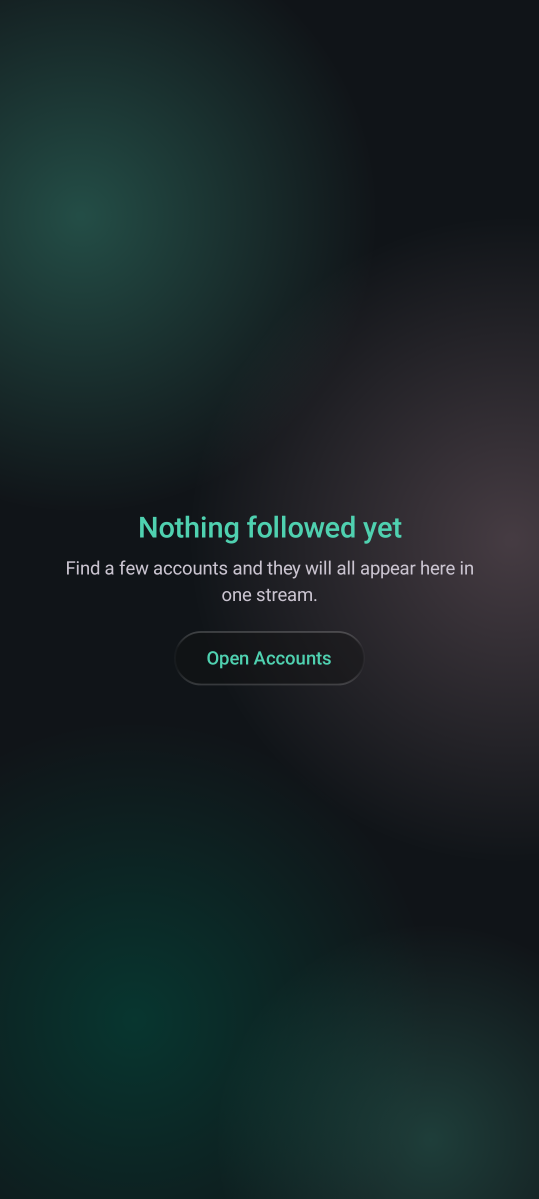 Nothing followed yet
Find a few accounts and they will all appear here in
one stream.
Open Accounts